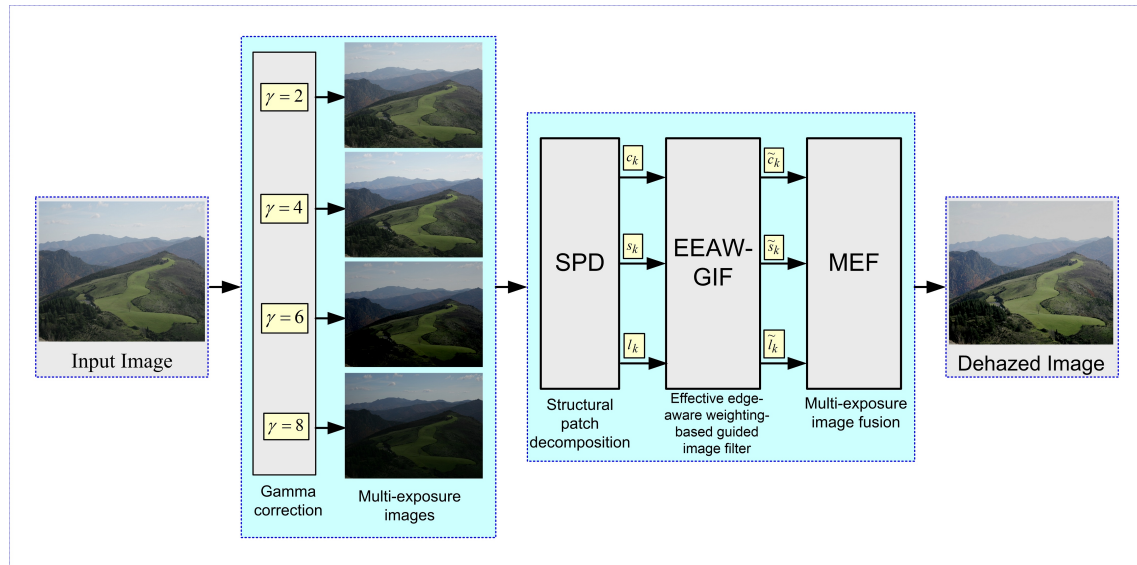 Input Image
γ = 2
γ = 4
γ = 6
γ = 8
Gamma
correction
Multi-exposure
images
SPD
Structural
patch
decomposition
c_k
s_k
l_k
EEAW-
GIF
Effective edge-
aware weighting-
based guided
image filter
c̃_k
s̃_k
l̃_k
MEF
Multi-exposure
image fusion
Dehazed Image